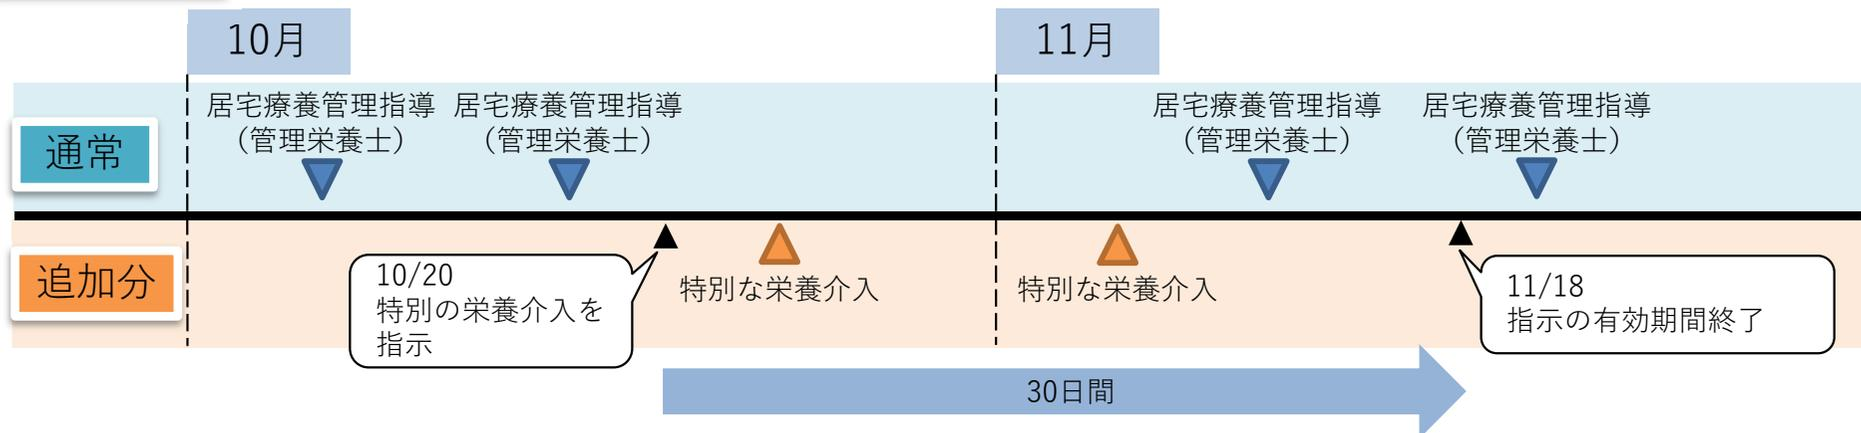 10月
11月
通常
居宅療養管理指導
（管理栄養士）
居宅療養管理指導
（管理栄養士）
居宅療養管理指導
（管理栄養士）
居宅療養管理指導
（管理栄養士）
追加分
10/20
特別の栄養介入を
指示
特別な栄養介入
特別な栄養介入
11/18
指示の有効期間終了
30日間